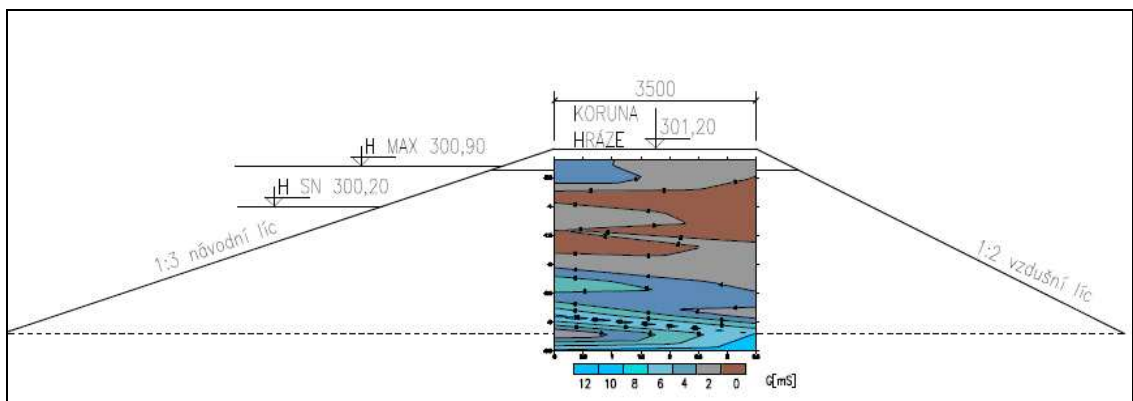 3500
KORUNA
HRÁZE
301,20
H MAX 300,90
H SN 300,20
1:3 návodní líc
1:2 vzdušní líc
12 10 8 6 4 2 0 G[mS]